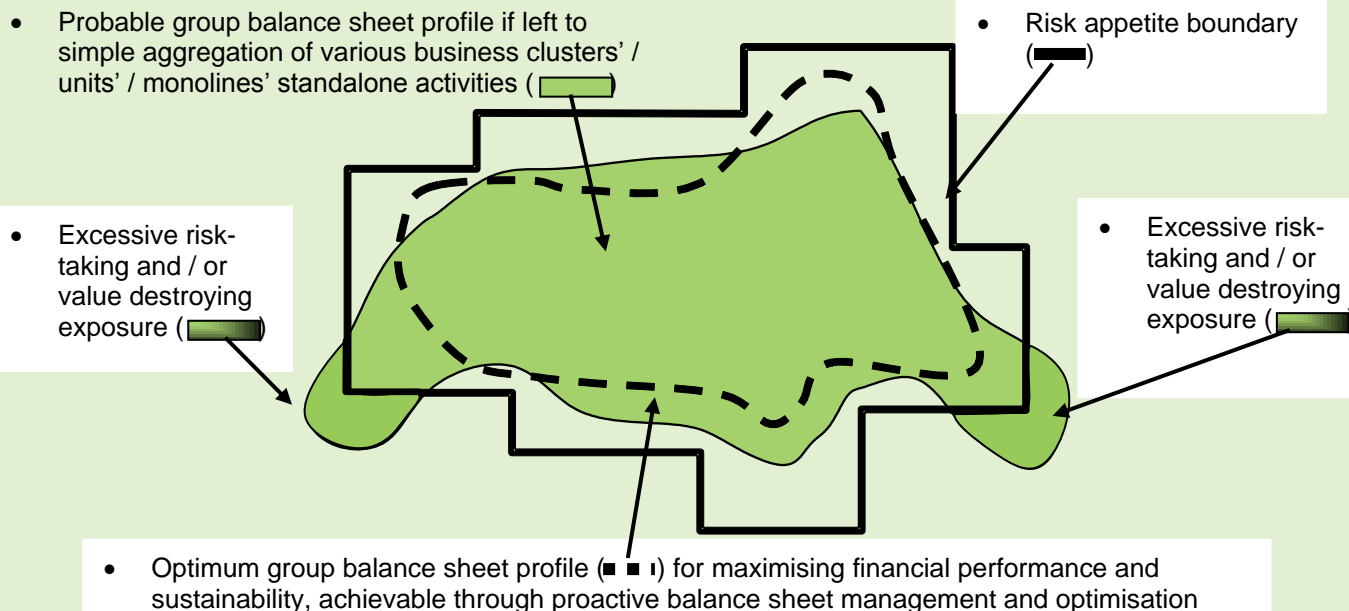 • Probable group balance sheet profile if left to
simple aggregation of various business clusters' /
units' / monolines' standalone activities ( )
• Risk appetite boundary
( )
• Excessive risk-
taking and / or
value destroying
exposure ( )
• Excessive risk-
taking and / or
value destroying
exposure ( )
• Optimum group balance sheet profile ( ) for maximising financial performance and
sustainability, achievable through proactive balance sheet management and optimisation